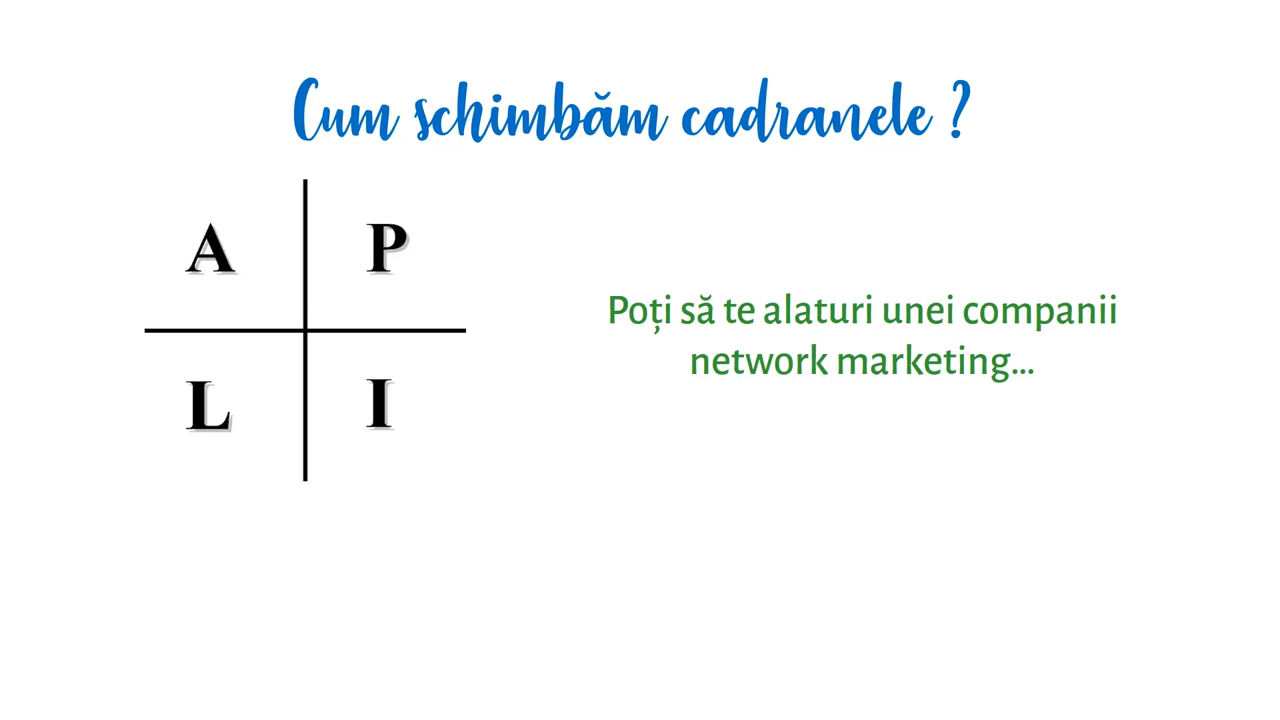 Cum schimbăm cadranele ?
A P
L I
Poți să te alaturi unei companii
network marketing...